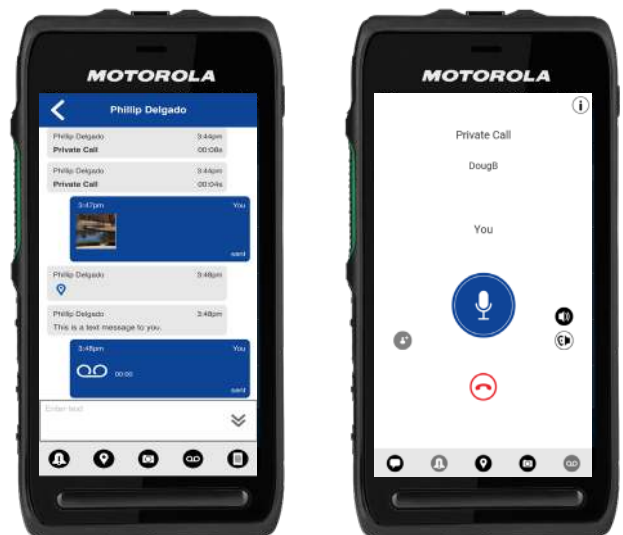 MOTOROLA
Phillip Delgado
Phillip Delgado 3:44pm
Private Call 00:08s
Phillip Delgado 3:44pm
Private Call 00:04s
3:47pm You
sent
Phillip Delgado 3:48pm
Phillip Delgado 3:48pm
This is a text message to you.
3:48pm You
00:00
sent
Enter text
MOTOROLA
Private Call
DougB
You